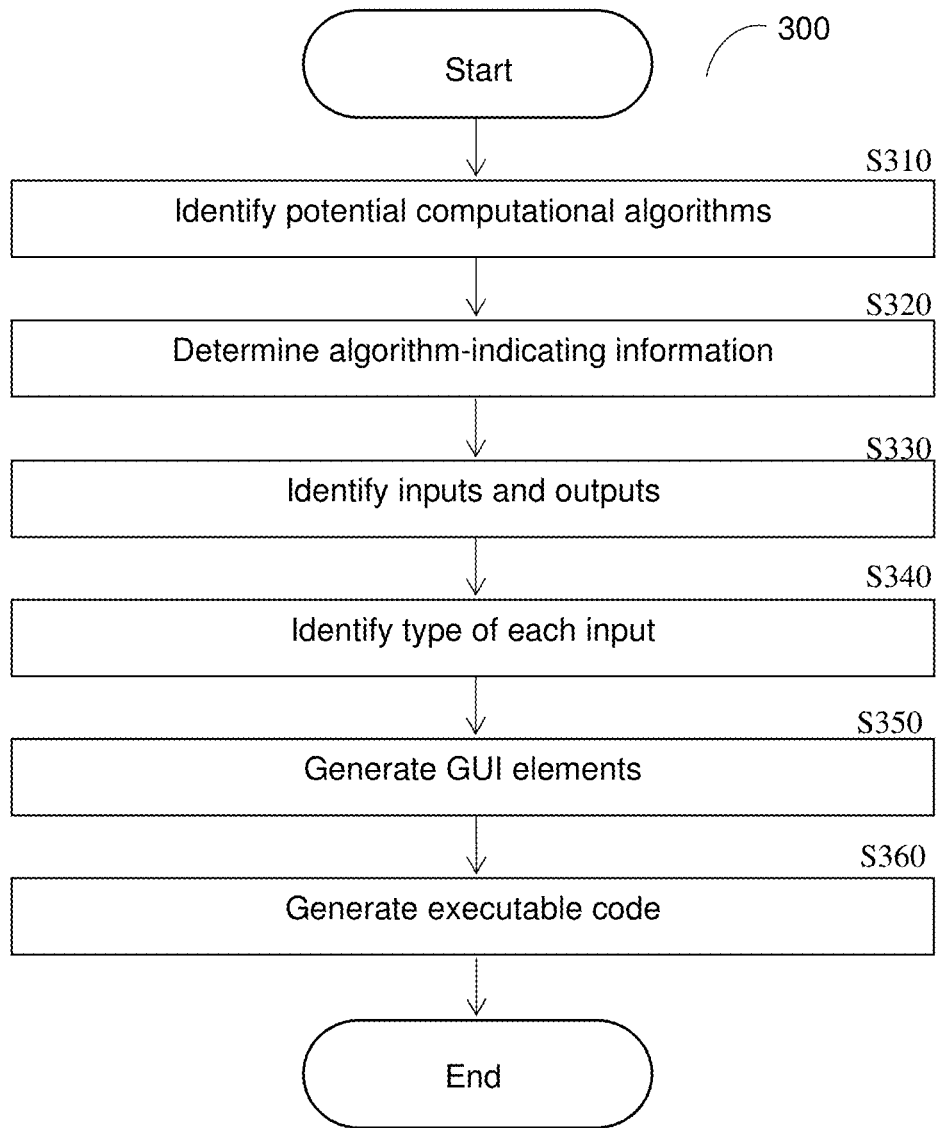 300
Start
S310
Identify potential computational algorithms
S320
Determine algorithm-indicating information
S330
Identify inputs and outputs
S340
Identify type of each input
S350
Generate GUI elements
S360
Generate executable code
End